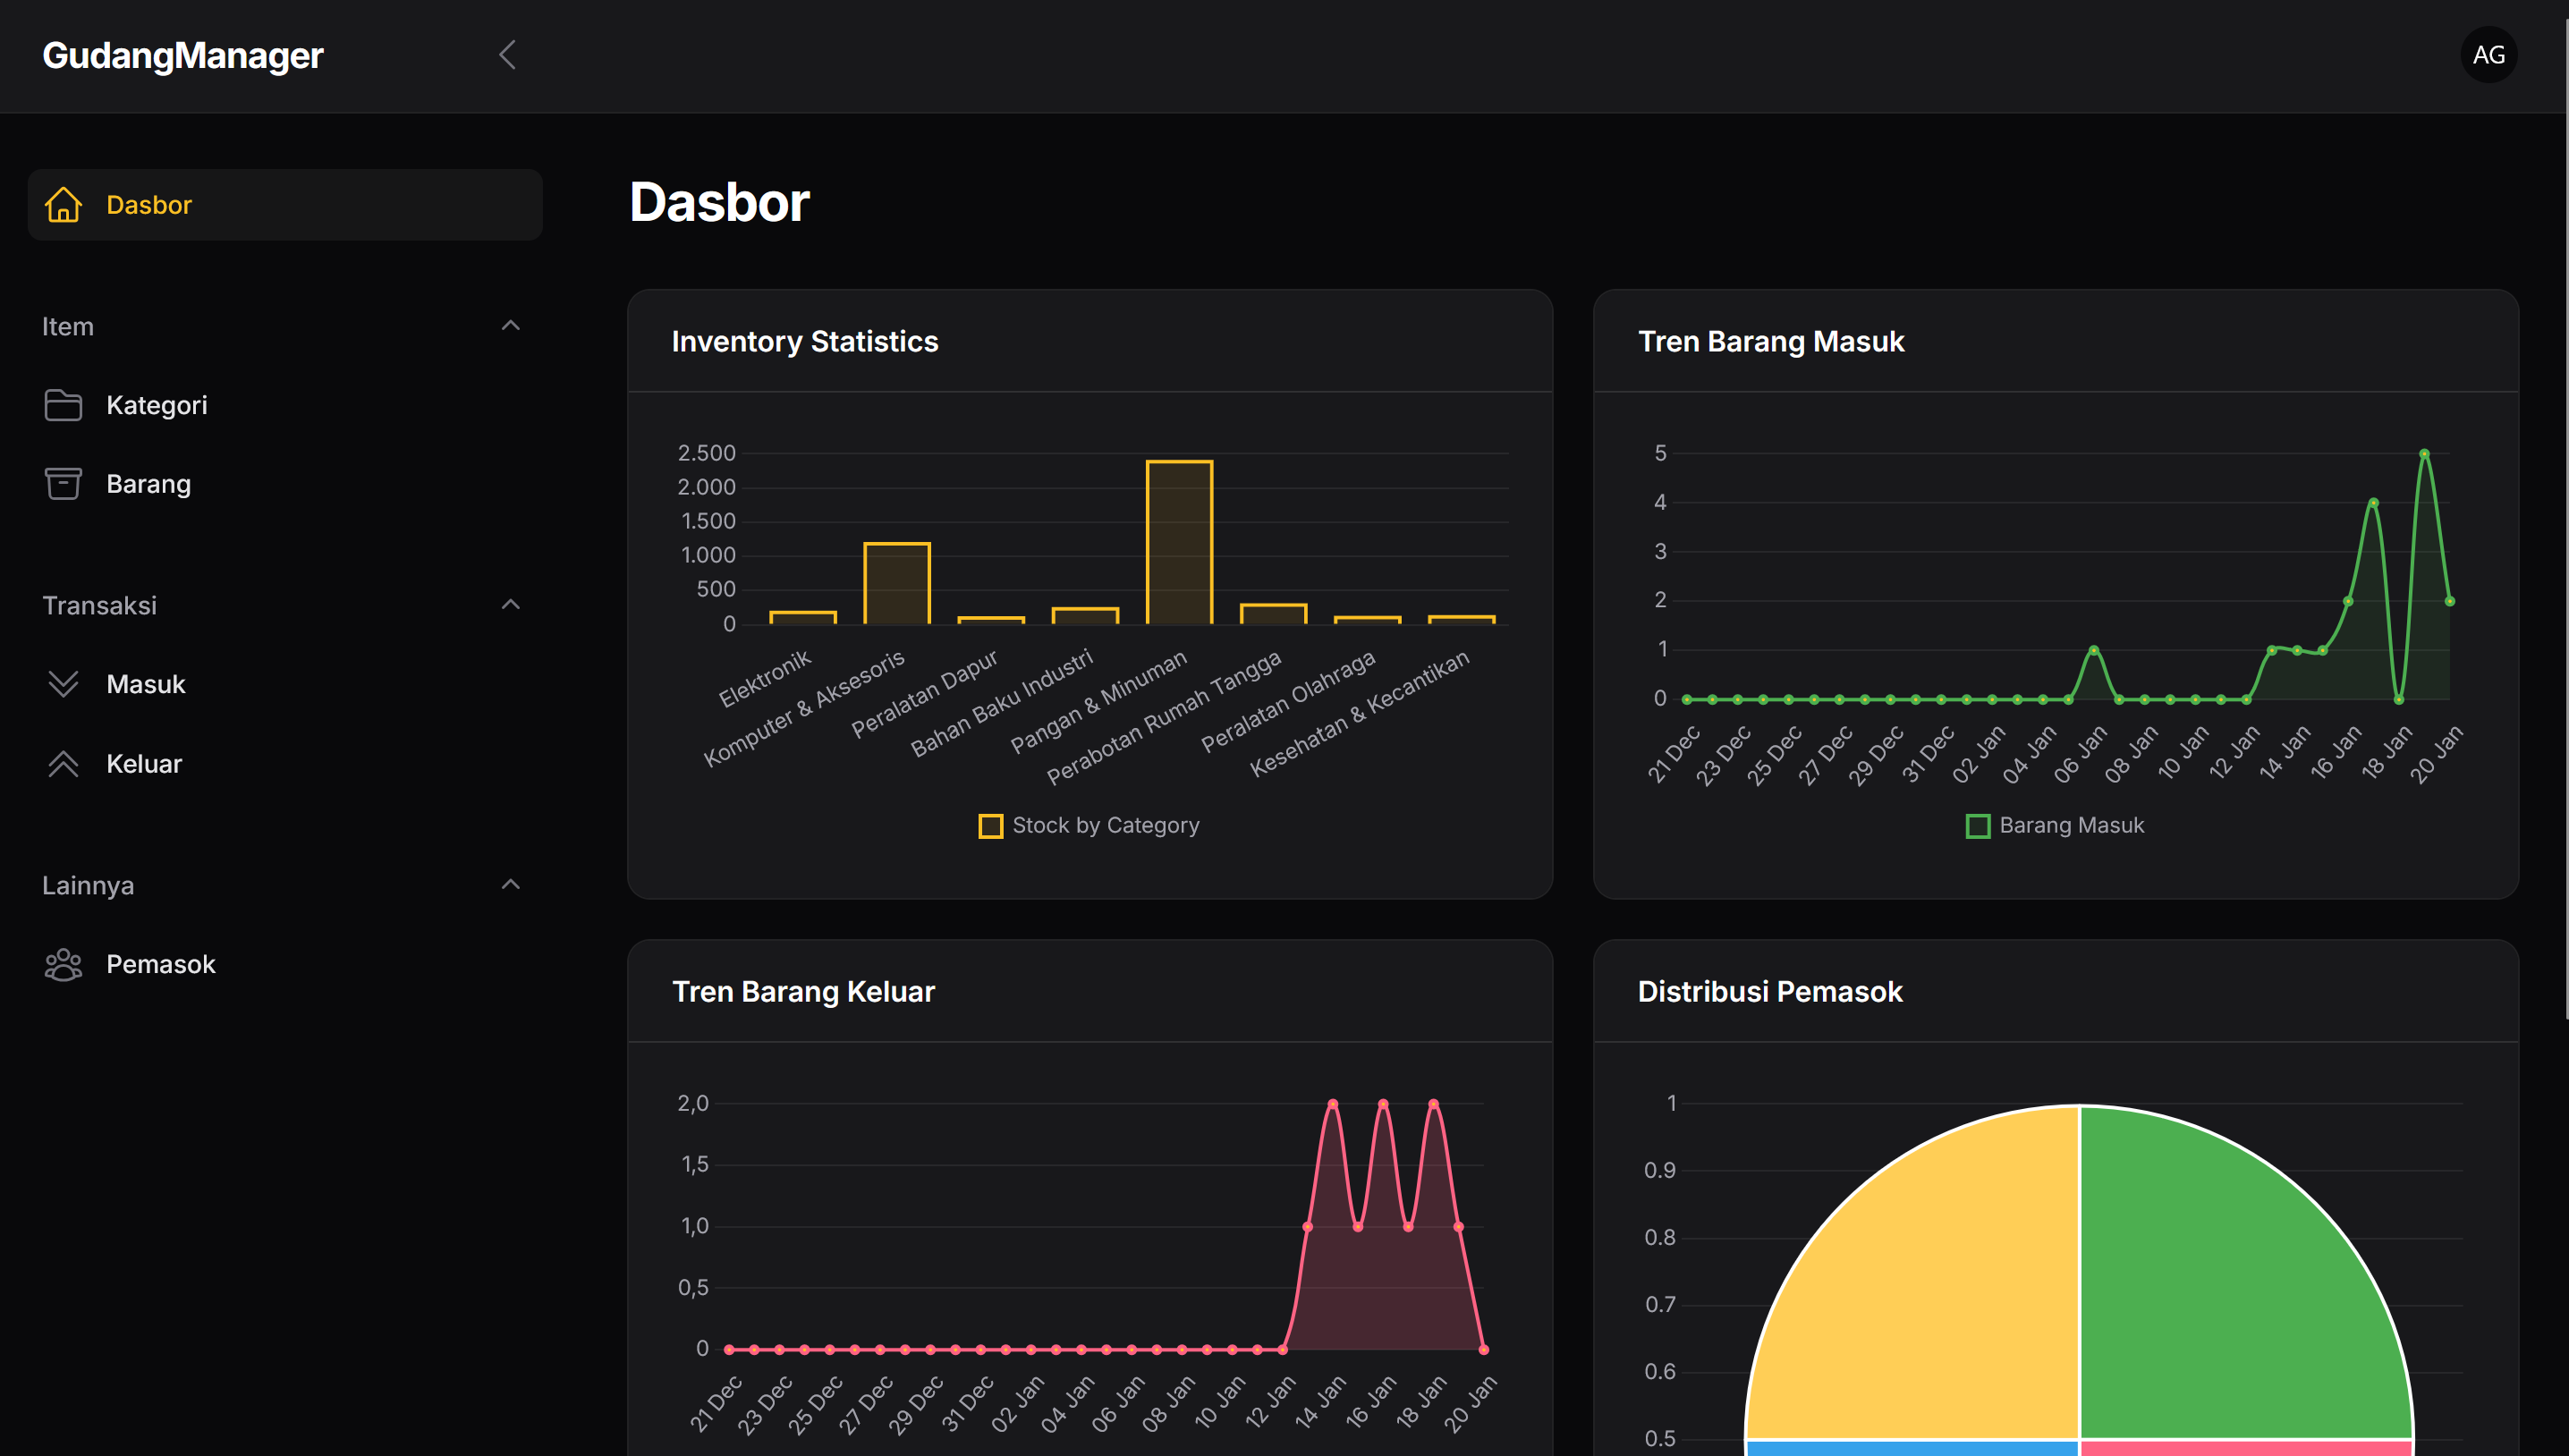 GudangManager
AG
Dasbor
Item
Kategori
Barang
Transaksi
Masuk
Keluar
Lainnya
Pemasok
Dasbor
Inventory Statistics
2.500
2.000
1.500
1.000
500
0
Elektronik
Komputer & Aksesoris
Peralatan Dapur
Bahan Baku Industri
Pangan & Minuman
Perabotan Rumah Tangga
Peralatan Olahraga
Kesehatan & Kecantikan
Stock by Category
Tren Barang Masuk
5
4
3
2
1
0
21 Dec
23 Dec
25 Dec
27 Dec
29 Dec
31 Dec
02 Jan
04 Jan
06 Jan
08 Jan
10 Jan
12 Jan
14 Jan
16 Jan
18 Jan
20 Jan
Barang Masuk
Tren Barang Keluar
2,0
1,5
1,0
0,5
0
21 Dec
23 Dec
25 Dec
27 Dec
29 Dec
31 Dec
02 Jan
04 Jan
06 Jan
08 Jan
10 Jan
12 Jan
14 Jan
16 Jan
18 Jan
20 Jan
Distribusi Pemasok
1
0.9
0.8
0.7
0.6
0.5